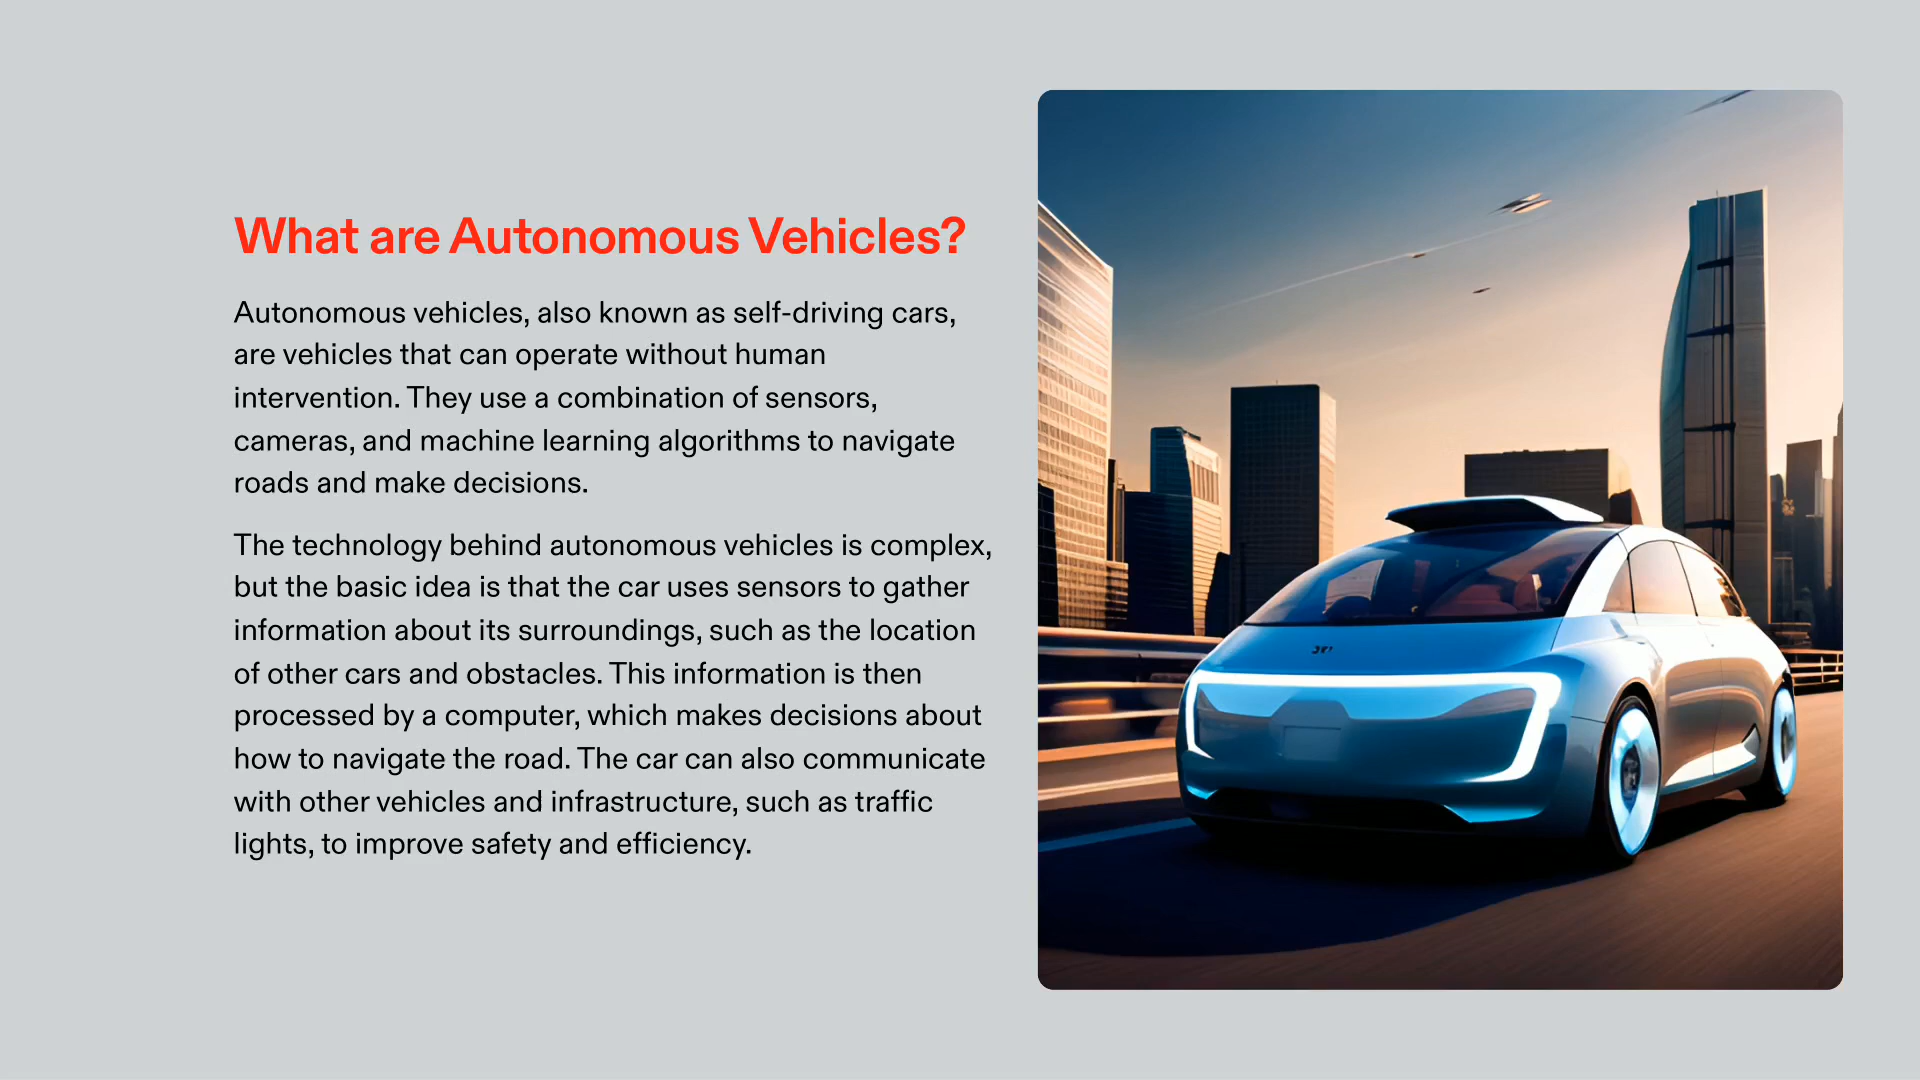 What are Autonomous Vehicles?
Autonomous vehicles, also known as self-driving cars,
are vehicles that can operate without human
intervention. They use a combination of sensors,
cameras, and machine learning algorithms to navigate
roads and make decisions.
The technology behind autonomous vehicles is complex,
but the basic idea is that the car uses sensors to gather
information about its surroundings, such as the location
of other cars and obstacles. This information is then
processed by a computer, which makes decisions about
how to navigate the road. The car can also communicate
with other vehicles and infrastructure, such as traffic
lights, to improve safety and efficiency.